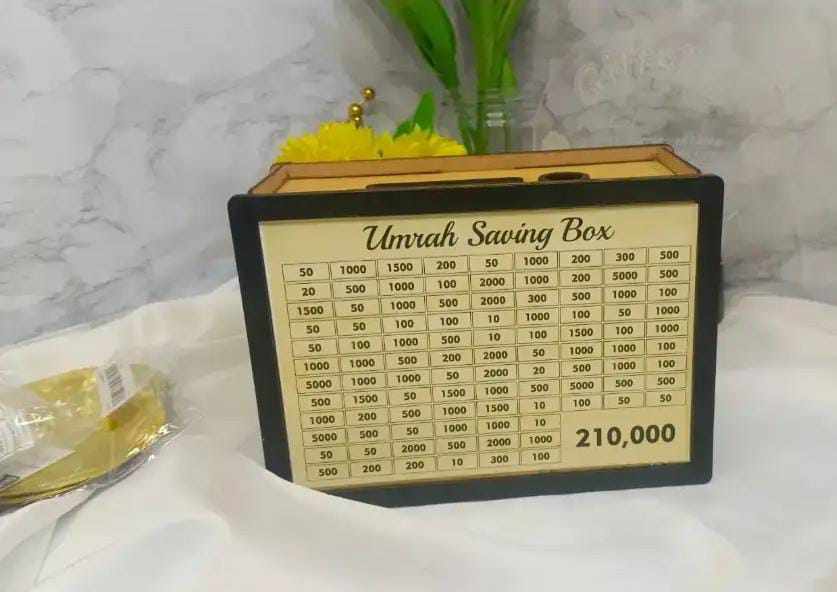 Umrah Saving Box
50 1000 1500 200 50 1000 200 300 500
20 500 1000 100 2000 1000 200 5000 500
1500 50 1000 500 2000 300 500 1000 100
50 50 100 100 10 1000 100 50 1000
50 100 1000 500 10 100 1500 100 1000
1000 1000 500 200 2000 50 1000 1000 100
5000 1000 1000 50 2000 20 500 1000 100
500 1500 50 1500 1000 500 5000 500 500
1000 200 500 1000 1500 10 100 50 50
5000 500 50 1000 1000 10
50 50 2000 500 2000 1000
500 200 200 10 300 100
210,000